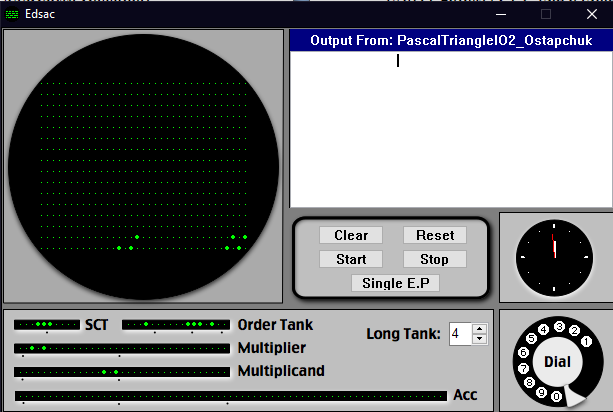 Edsac
Output From: PascalTriangleIO2_Ostapchuk
Clear
Reset
Start
Stop
Single E.P
SCT
Order Tank
Long Tank: 4
Multiplier
Multiplicand
Acc
1
2
3
4
5
6
7
8
9
0
Dial